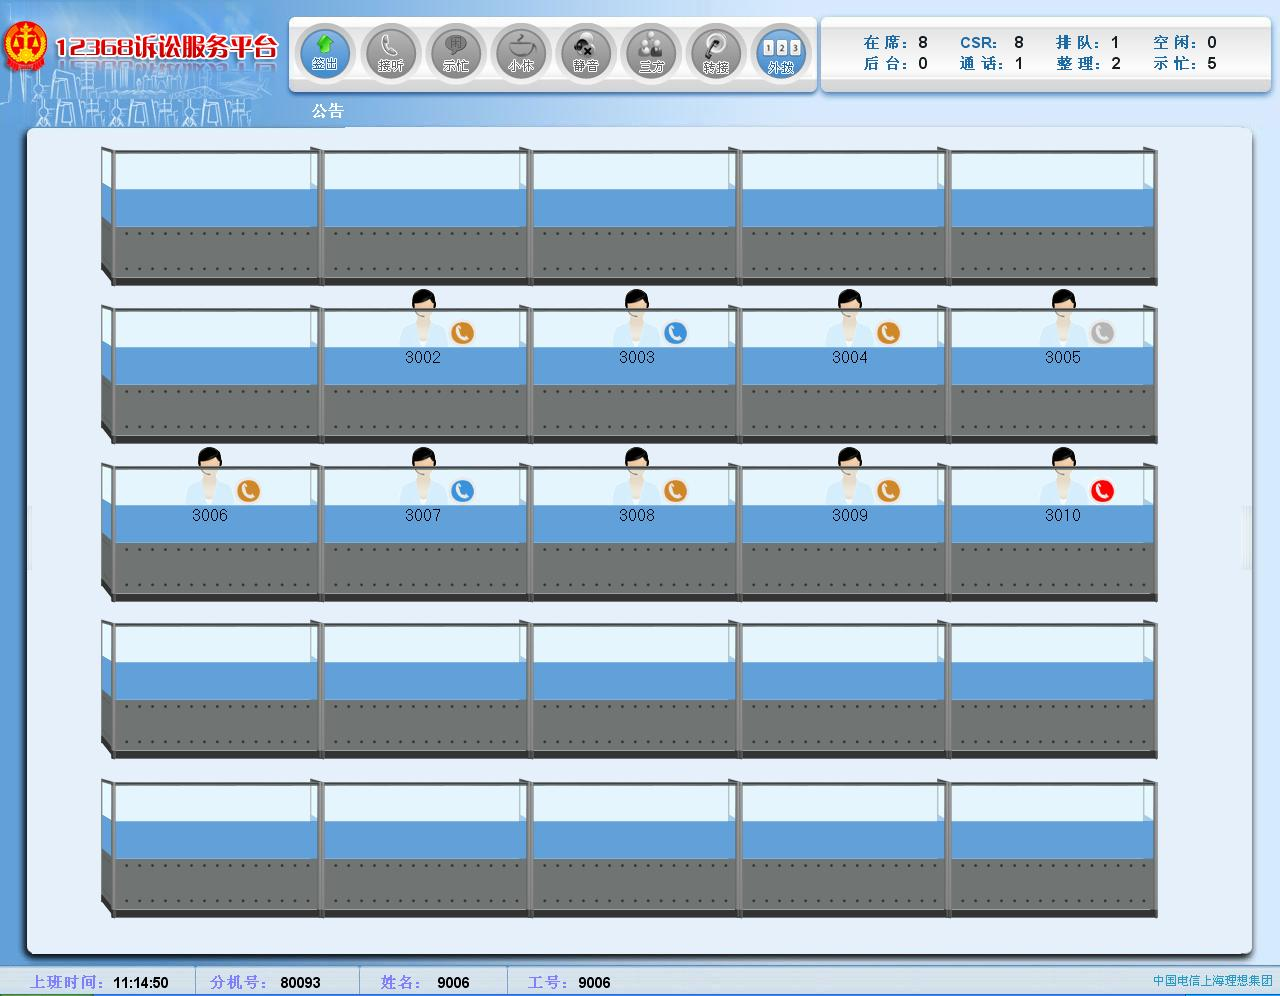 12368诉讼服务平台
签出 接听 示忙 小休 静音 三方 转接 1 2 3 外拨
在席: 8 CSR: 8 排队: 1 空闲: 0
后台: 0 通话: 1 整理: 2 示忙: 5
公告
3002 3003 3004 3005
3006 3007 3008 3009 3010
上班时间: 11:14:50 分机号: 80093 姓名: 9006 工号: 9006 中国电信上海理想集团